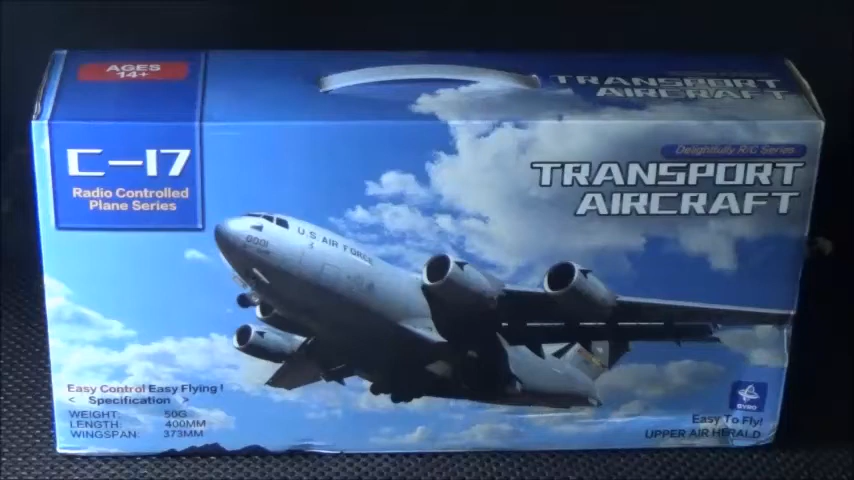 AGES
14+
TRANSPORT
AIRCRAFT
C-17
Radio Controlled
Plane Series
Delightfully R/C Series
TRANSPORT
AIRCRAFT
0001
U.S AIR FORCE
Easy Control Easy Flying !
< Specification >
WEIGHT: 50G
LENGTH: 400MM
WINGSPAN: 373MM
GYRO
Easy To Fly!
UPPER AIR HERALD